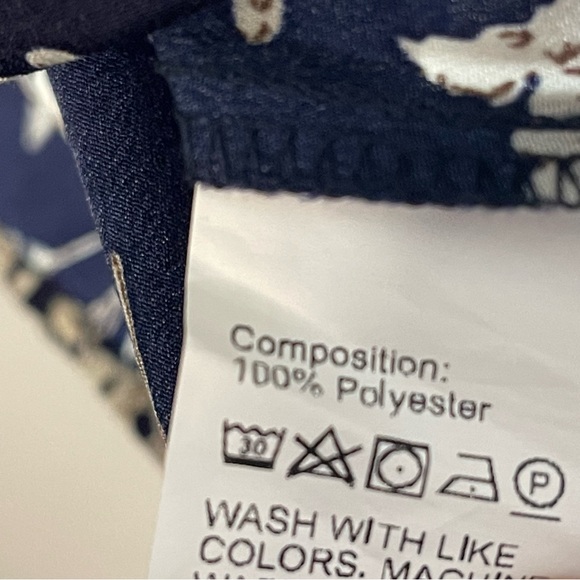 Composition:
100% Polyester
30
P
WASH WITH LIKE
COLORS. MACHINE